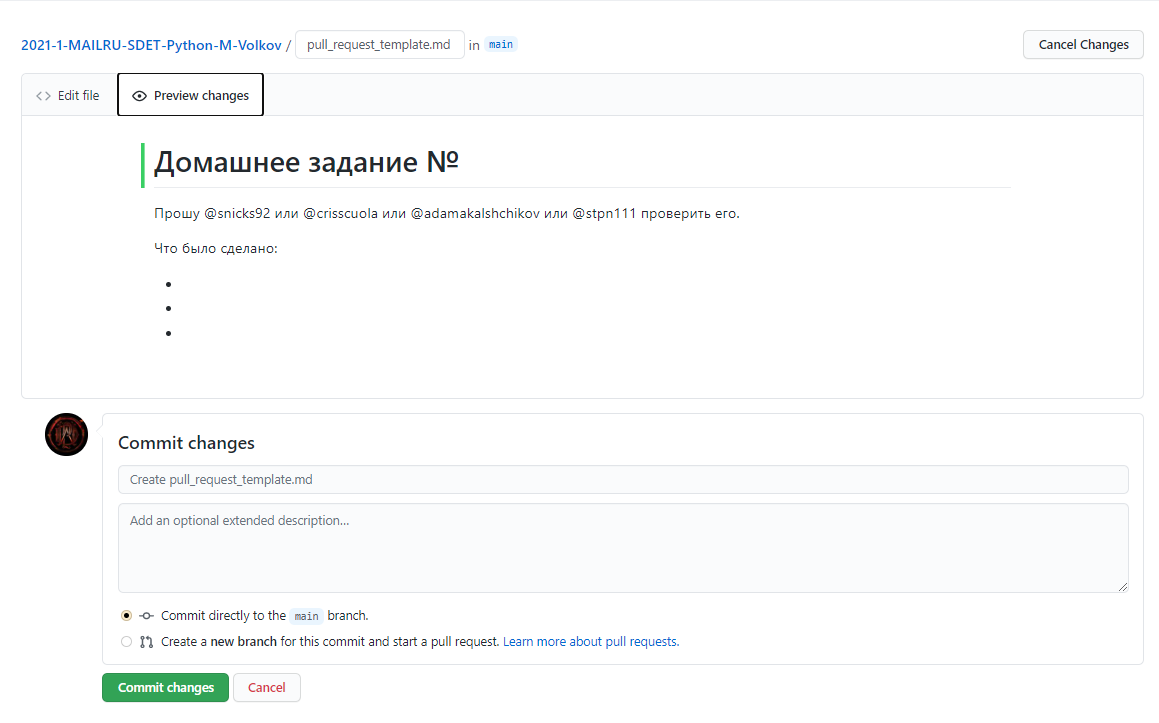 2021-1-MAILRU-SDET-Python-M-Volkov / pull_request_template.md in main Cancel Changes
Edit file Preview changes
Домашнее задание №
Прошу @snicks92 или @crisscuola или @adamakalshchikov или @stpn111 проверить его.
Что было сделано:
Commit changes
Create pull_request_template.md
Add an optional extended description...
Commit directly to the main branch.
Create a new branch for this commit and start a pull request. Learn more about pull requests.
Commit changes Cancel